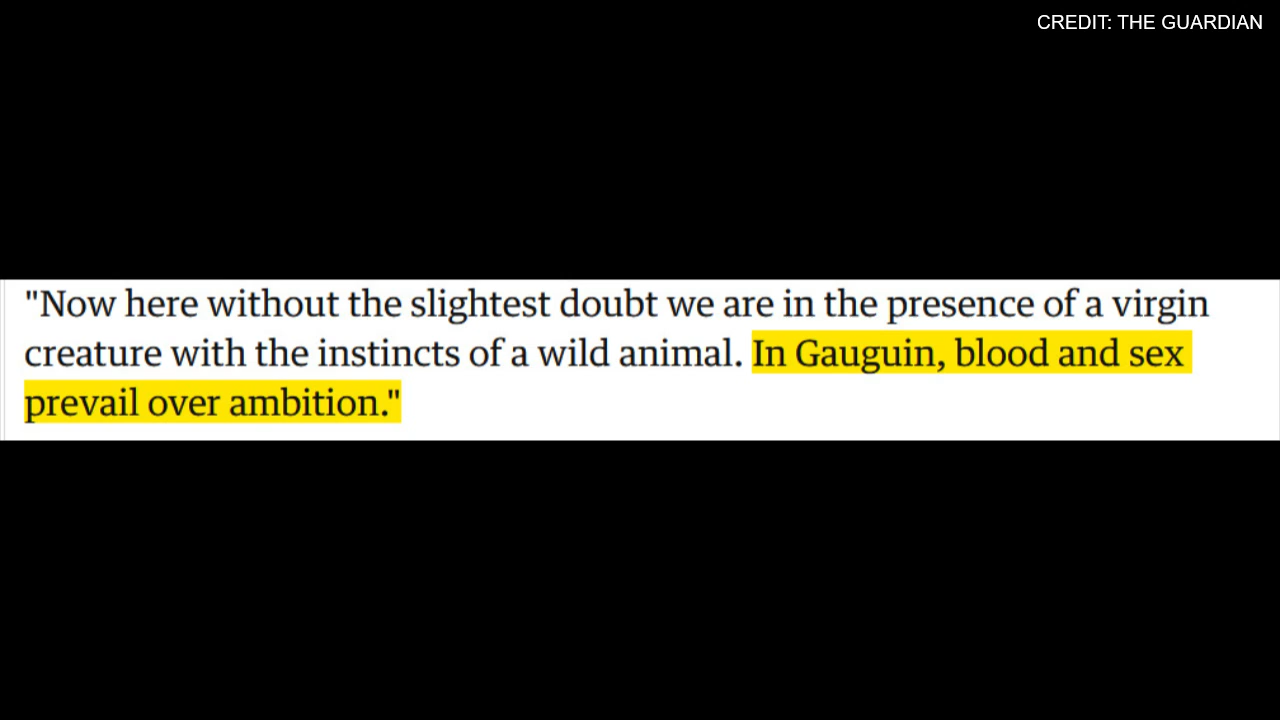 CREDIT: THE GUARDIAN
"Now here without the slightest doubt we are in the presence of a virgin
creature with the instincts of a wild animal. In Gauguin, blood and sex
prevail over ambition."